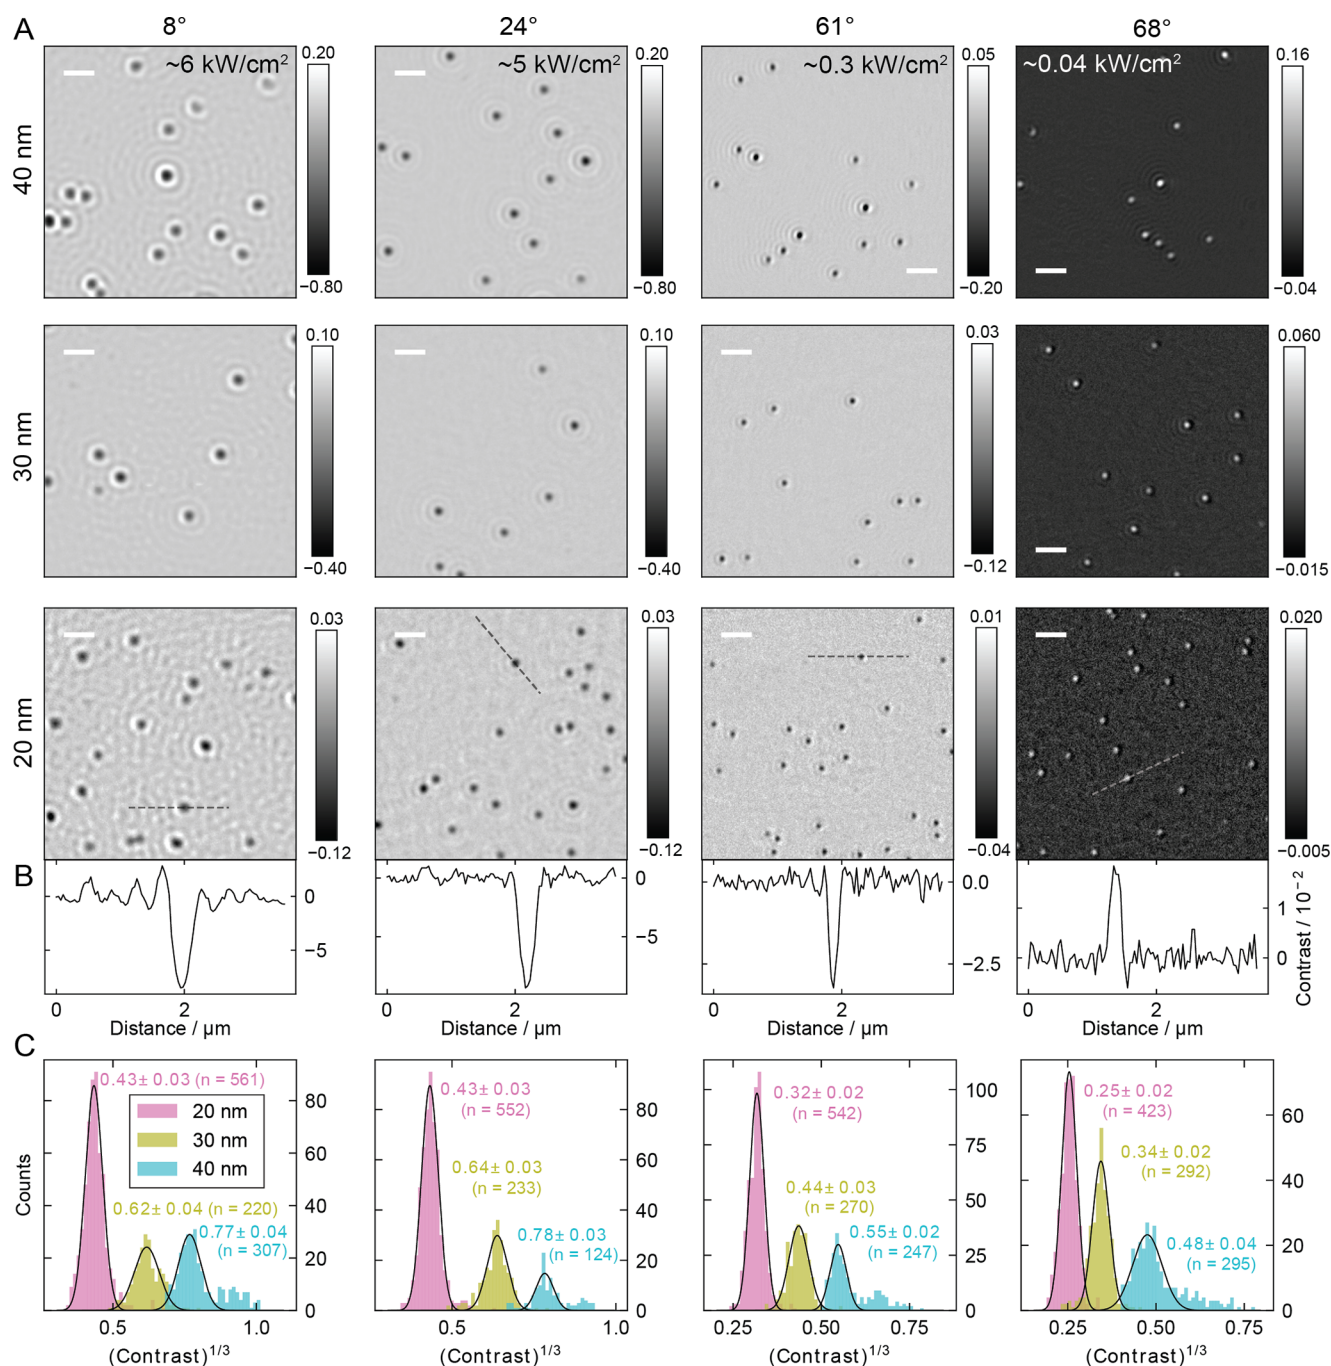 A
8°
24°
61°
68°
40 nm
~6 kW/cm²
0.20
−0.80
~5 kW/cm²
0.20
−0.80
~0.3 kW/cm²
0.05
−0.20
~0.04 kW/cm²
0.16
−0.04
30 nm
0.10
−0.40
0.10
−0.40
0.03
−0.12
0.060
−0.015
20 nm
0.03
−0.12
0.03
−0.12
0.01
−0.04
0.020
−0.005
B
0
−5
0 2
Distance / µm
0
−5
0 2
Distance / µm
0.0
−2.5
0 2
Distance / µm
1
0
Contrast / 10⁻²
0 2
Distance / µm
C
Counts
0.43± 0.03 (n = 561)
20 nm
30 nm
40 nm
0.62± 0.04 (n = 220)
0.77± 0.04
(n = 307)
80
60
40
20
0
0.5 1.0
(Contrast)¹ᐟ³
0.43± 0.03
(n = 552)
0.64± 0.03
(n = 233)
0.78± 0.03
(n = 124)
80
60
40
20
0
0.5 1.0
(Contrast)¹ᐟ³
0.32± 0.02
(n = 542)
0.44± 0.03
(n = 270)
0.55± 0.02
(n = 247)
100
75
50
25
0
0.25 0.50 0.75
(Contrast)¹ᐟ³
0.25± 0.02
(n = 423)
0.34± 0.02
(n = 292)
0.48± 0.04
(n = 295)
60
40
20
0
0.25 0.50 0.75
(Contrast)¹ᐟ³